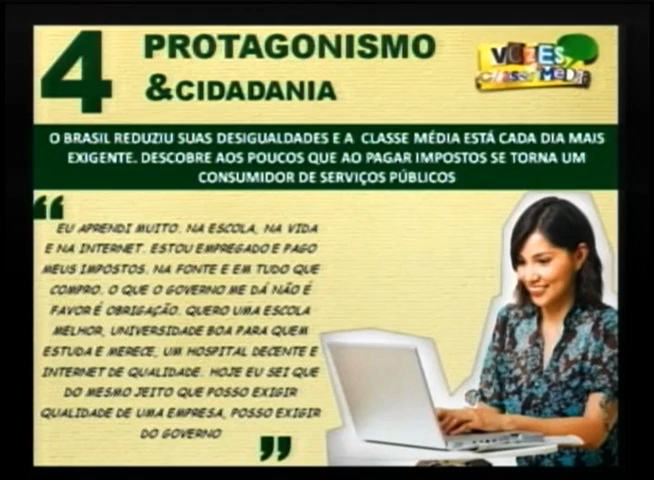 4 PROTAGONISMO
&CIDADANIA
VOZES
CLASSE MÉDIA
O BRASIL REDUZIU SUAS DESIGUALDADES E A CLASSE MÉDIA ESTÁ CADA DIA MAIS
EXIGENTE. DESCOBRE AOS POUCOS QUE AO PAGAR IMPOSTOS SE TORNA UM
CONSUMIDOR DE SERVIÇOS PÚBLICOS
“
EU APRENDI MUITO. NA ESCOLA, NA VIDA
E NA INTERNET. ESTOU EMPREGADO E PAGO
MEUS IMPOSTOS. NA FONTE E EM TUDO QUE
COMPRO. O QUE O GOVERNO ME DÁ NÃO É
FAVOR É OBRIGAÇÃO. QUERO UMA ESCOLA
MELHOR, UNIVERSIDADE BOA PARA QUEM
ESTUDA E MERECE, UM HOSPITAL DECENTE E
INTERNET DE QUALIDADE. HOJE EU SEI QUE
DO MESMO JEITO QUE POSSO EXIGIR
QUALIDADE DE UMA EMPRESA, POSSO EXIGIR
DO GOVERNO
”